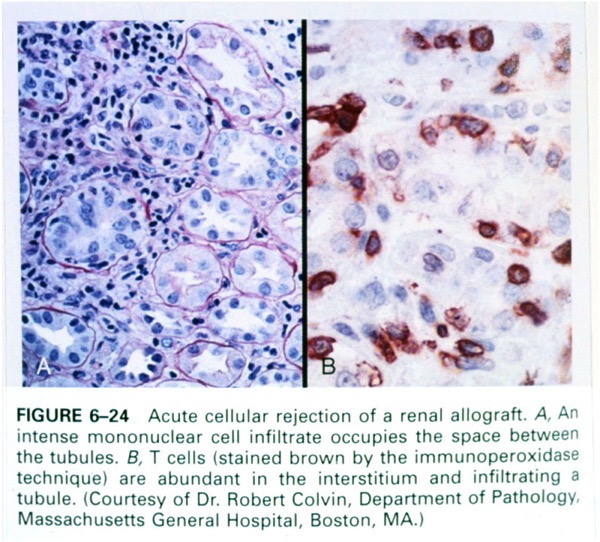 A
B
FIGURE 6–24 Acute cellular rejection of a renal allograft. A, An
intense mononuclear cell infiltrate occupies the space between
the tubules. B, T cells (stained brown by the immunoperoxidase
technique) are abundant in the interstitium and infiltrating a
tubule. (Courtesy of Dr. Robert Colvin, Department of Pathology,
Massachusetts General Hospital, Boston, MA.)